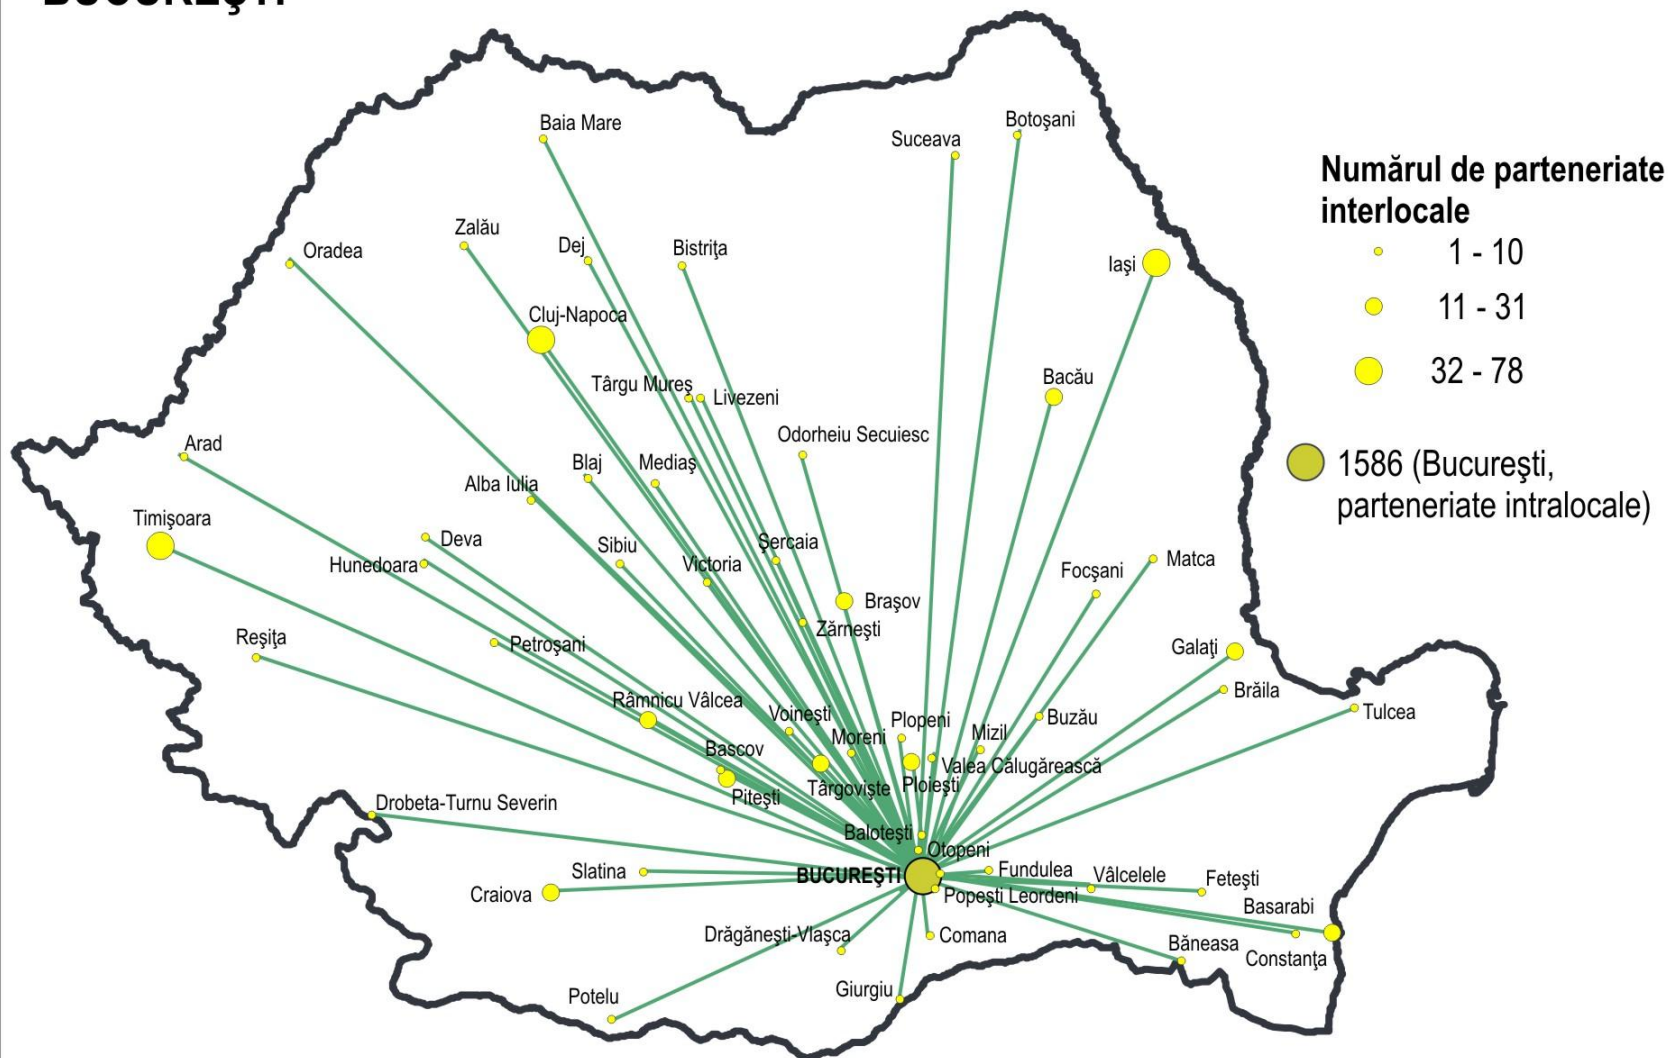 BUCUREŞTI
Baia Mare
Suceava
Botoşani
Numărul de parteneriate
interlocale
1 - 10
11 - 31
32 - 78
1586 (Bucureşti,
parteneriate intralocale)
Zalău
Oradea
Dej
Bistriţa
Iaşi
Cluj-Napoca
Târgu Mureş
Livezeni
Bacău
Odorheiu Secuiesc
Arad
Blaj
Mediaş
Alba Iulia
Timişoara
Deva
Hunedoara
Sibiu
Şercaia
Victoria
Focşani
Matca
Braşov
Zărneşti
Reşiţa
Petroşani
Galaţi
Brăila
Tulcea
Râmnicu Vâlcea
Voineşti
Moreni
Plopeni
Mizil
Buzău
Bascov
Piteşti
Târgovişte
Ploieşti
Valea Călugărească
Drobeta-Turnu Severin
Baloteşti
Otopeni
Slatina
BUCUREŞTI
Fundulea
Vâlcelele
Feteşti
Craiova
Popeşti Leordeni
Basarabi
Drăgăneşti-Vlaşca
Comana
Băneasa
Constanţa
Giurgiu
Potelu